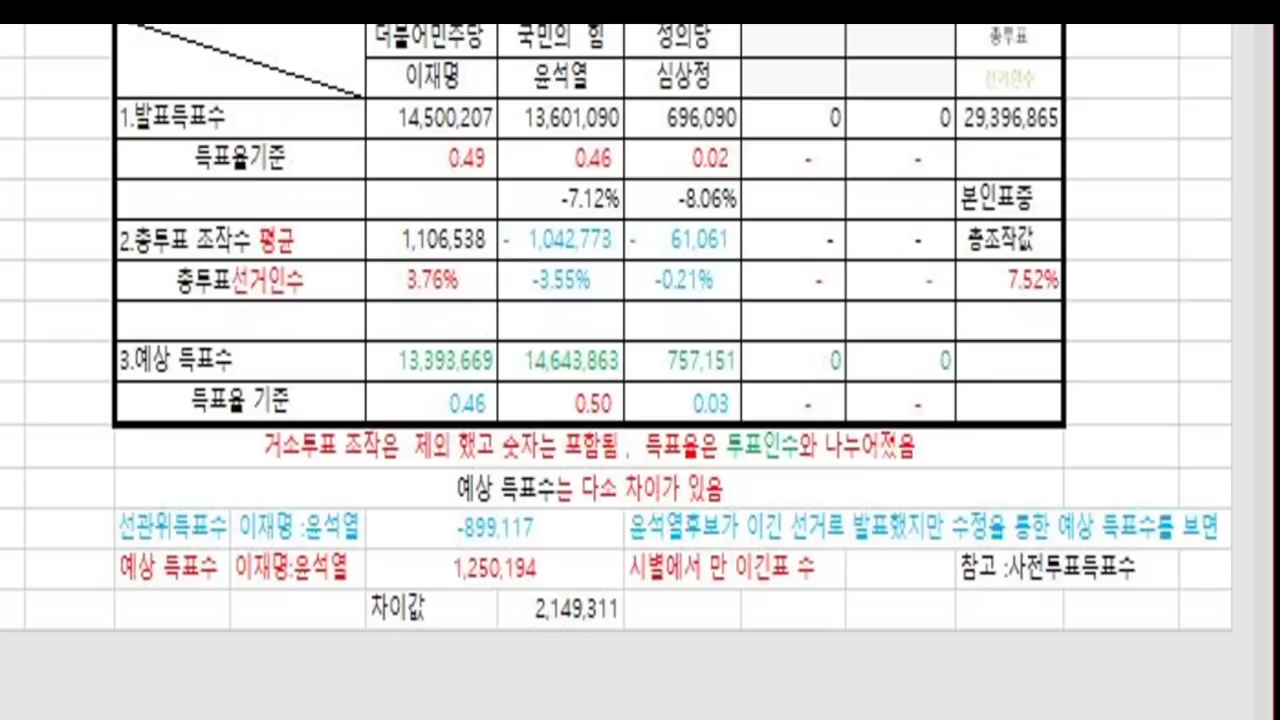 더불어민주당 국민의 힘 정의당 총투표
이재명 윤석열 심상정 선거인수
1.발표득표수 14,500,207 13,601,090 696,090 0 0 29,396,865
득표율기준 0.49 0.46 0.02 - -
-7.12% -8.06% 본인표중
2.총투표 조작수 평균 1,106,538 - 1,042,773 - 61,061 - - 총조작값
총투표선거인수 3.76% -3.55% -0.21% - - 7.52%
3.예상 득표수 13,393,669 14,643,863 757,151 0 0
득표율 기준 0.46 0.50 0.03 - -
거소투표 조작은 제외 했고 숫자는 포함됨 , 득표율은 투표인수와 나누어졌음
예상 득표수는 다소 차이가 있음
선관위득표수 이재명 :윤석열 -899,117 윤석열후보가 이긴 선거로 발표했지만 수정을 통한 예상 득표수를 보면
예상 득표수 이재명:윤석열 1,250,194 시별에서 만 이긴표 수 참고 :사전투표득표수
차이값 2,149,311